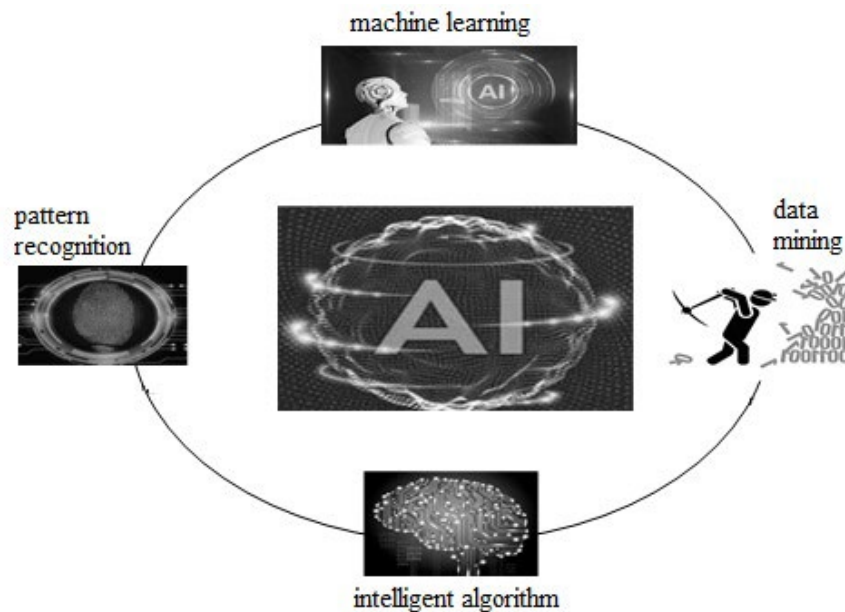 machine learning
AI
pattern
recognition
data
mining
AI
intelligent algorithm